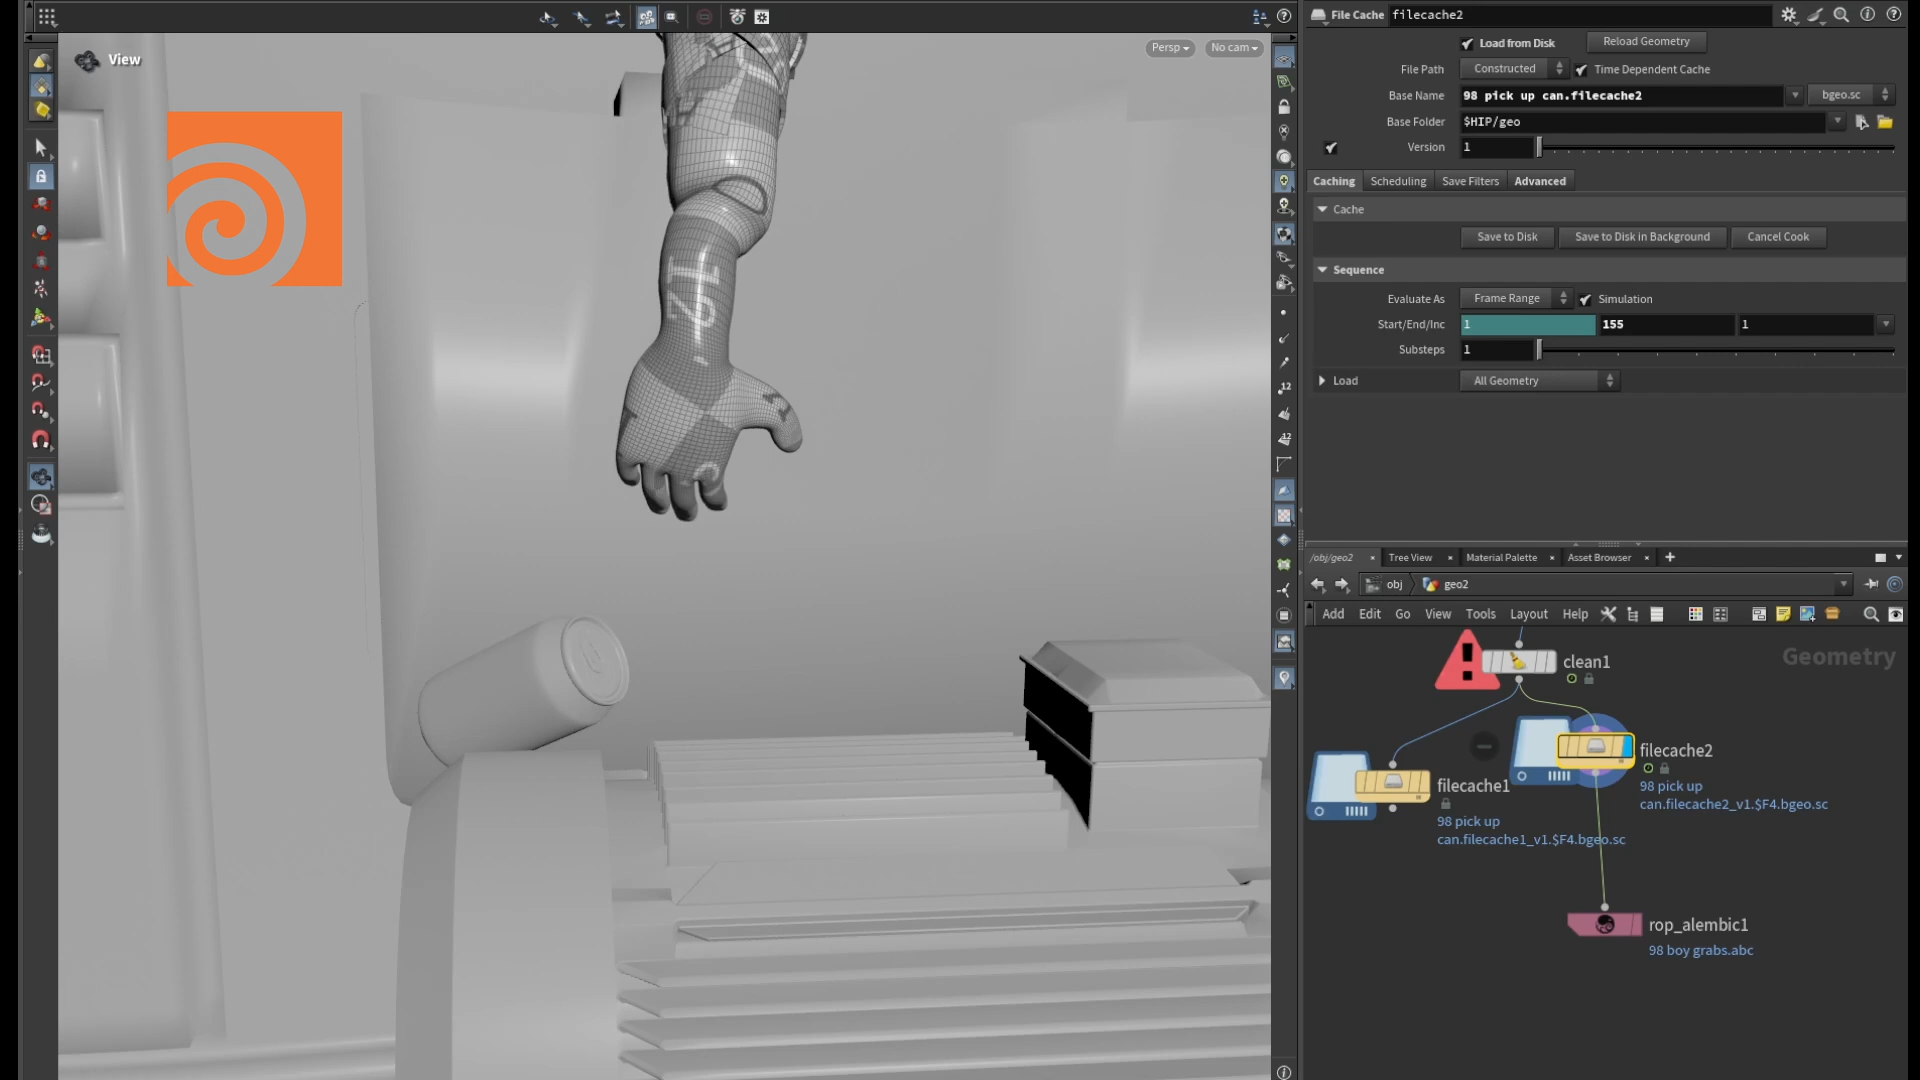 View
Persp
No cam
File Cache
filecache2
Load from Disk
Reload Geometry
File Path
Constructed
Time Dependent Cache
Base Name
98 pick up can.filecache2
bgeo.sc
Base Folder
$HIP/geo
Version
1
Caching
Scheduling
Save Filters
Advanced
Cache
Save to Disk
Save to Disk in Background
Cancel Cook
Sequence
Evaluate As
Frame Range
Simulation
Start/End/Inc
1
155
1
Substeps
1
Load
All Geometry
12
12
/obj/geo2
Tree View
Material Palette
Asset Browser
obj
geo2
Add
Edit
Go
View
Tools
Layout
Help
Geometry
clean1
filecache2
98 pick up
can.filecache2_v1.$F4.bgeo.sc
filecache1
98 pick up
can.filecache1_v1.$F4.bgeo.sc
rop_alembic1
98 boy grabs.abc